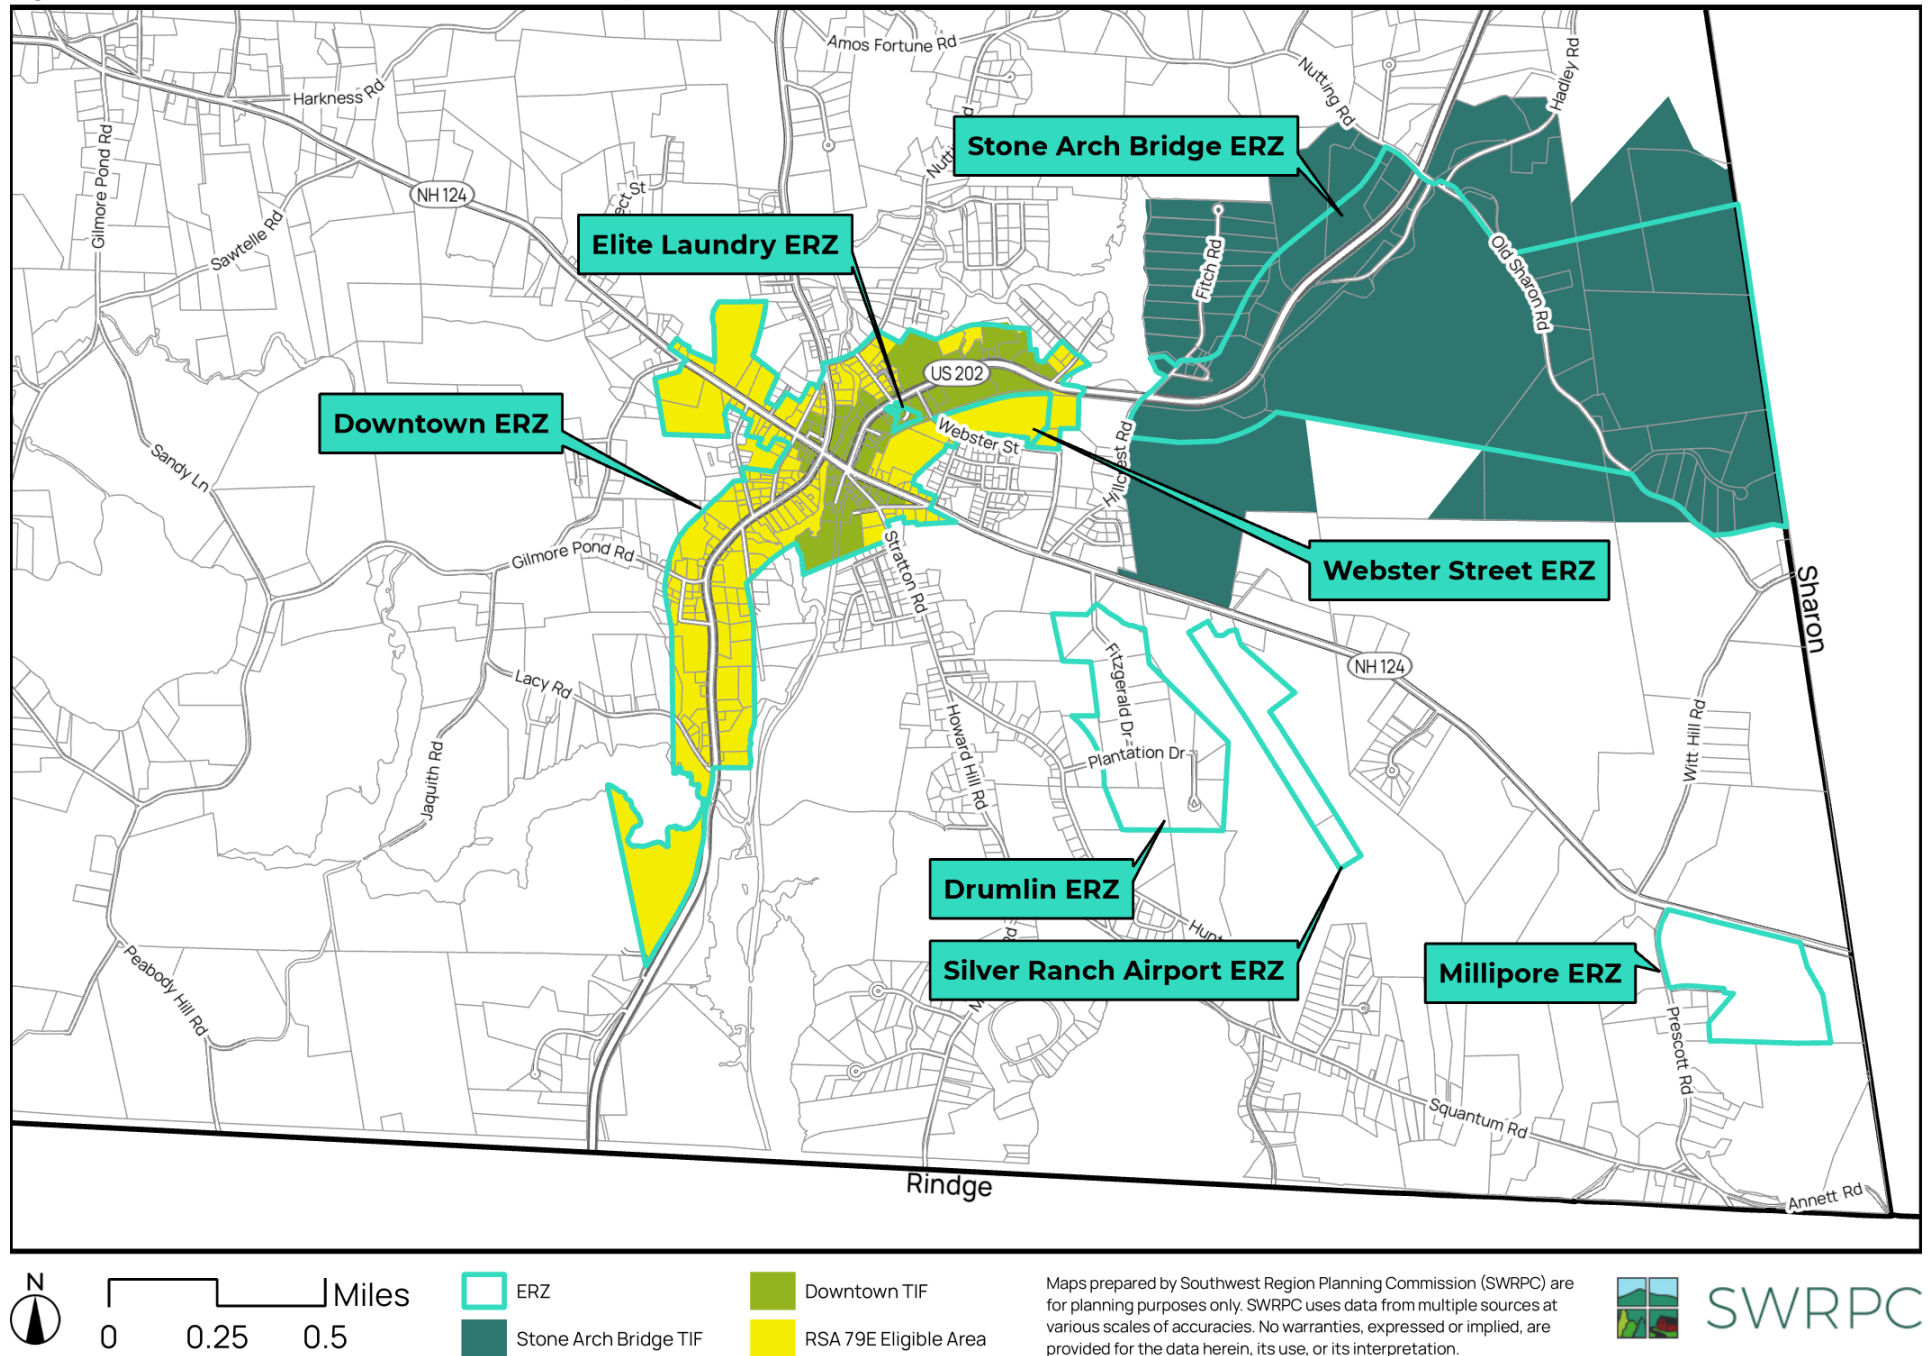 Amos Fortune Rd
Hadley Rd
Nutting Rd
Harkness Rd
Gilmore Pond Rd
Stone Arch Bridge ERZ
NH 124
Elite Laundry ERZ
Sawtelle Rd
Fitch Rd
Old Sharon Rd
US 202
Downtown ERZ
Webster St
Hillcrest Rd
Sandy Ln
Gilmore Pond Rd
Stratton Rd
Webster Street ERZ
Sharon
NH 124
Fitzgerald Dr
Lacy Rd
Howard Hill Rd
Plantation Dr
Witt Hill Rd
Jaquith Rd
Drumlin ERZ
Silver Ranch Airport ERZ
Millipore ERZ
Peabody Hill Rd
Prescott Rd
Squantum Rd
Rindge
Annett Rd
N
Miles
0 0.25 0.5
ERZ
Stone Arch Bridge TIF
Downtown TIF
RSA 79E Eligible Area
Maps prepared by Southwest Region Planning Commission (SWRPC) are
for planning purposes only. SWRPC uses data from multiple sources at
various scales of accuracies. No warranties, expressed or implied, are
provided for the data herein, its use, or its interpretation.
SWRPC